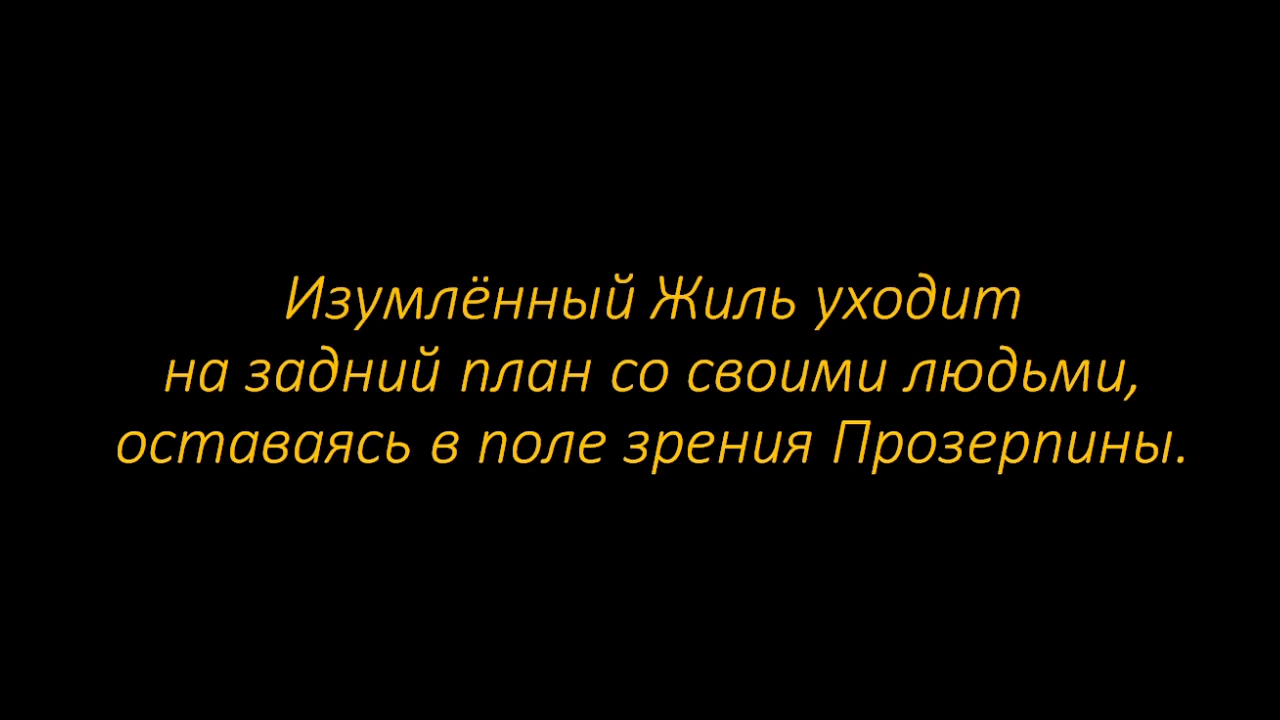 Изумлённый Жиль уходит
на задний план со своими людьми,
оставаясь в поле зрения Прозерпины.